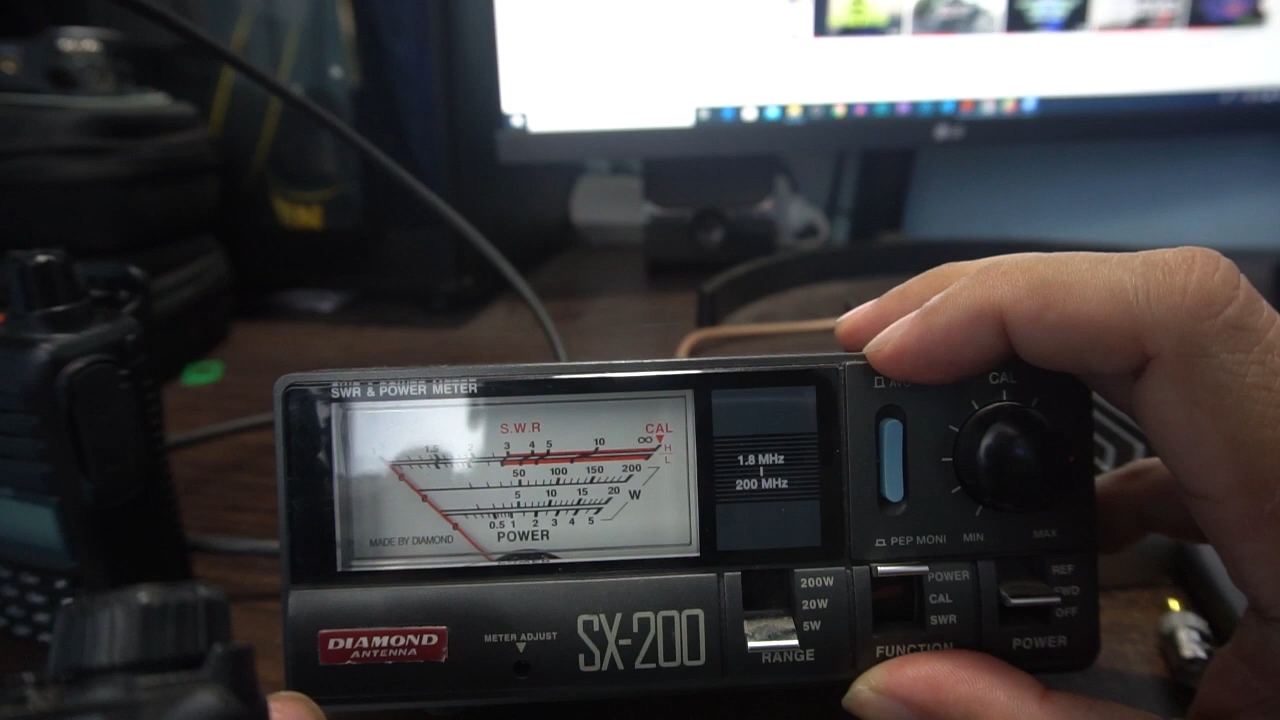 SWR & POWER METER
S.W.R
CAL
1.5 2 3 4 5 10 ∞
H
L
50 100 150 200
5 10 15 20
W
0.5 1 2 3 4 5
POWER
MADE BY DIAMOND
1.8 MHz
200 MHz
AVG
PEP MONI
CAL
MIN
MAX
DIAMOND
ANTENNA
METER ADJUST
SX-200
200W
20W
5W
RANGE
POWER
CAL
SWR
FUNCTION
REF
FWD
OFF
POWER
LG